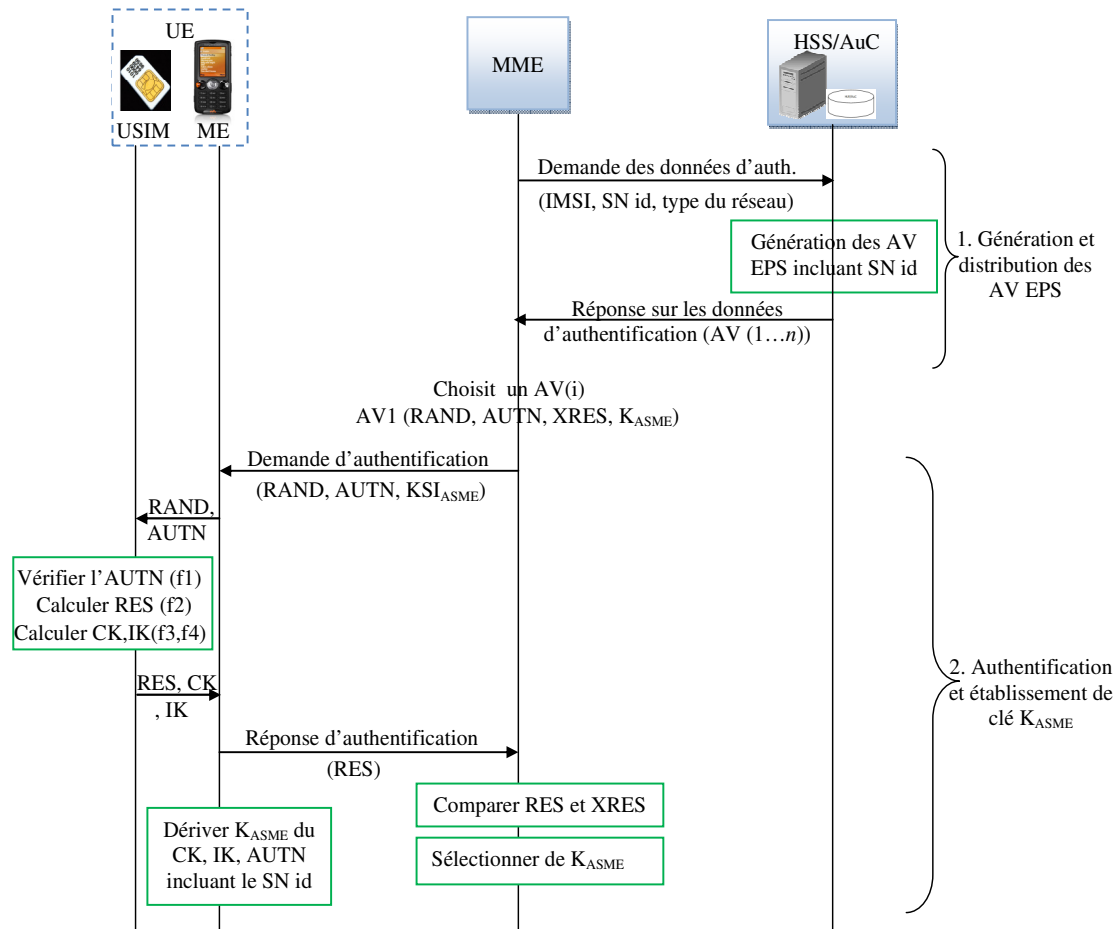 UE
USIM
ME
MME
HSS/AuC
Demande des données d'auth.
(IMSI, SN id, type du réseau)
Génération des AV
EPS incluant SN id
1. Génération et
distribution des
AV EPS
Réponse sur les données
d'authentification (AV (1…n))
Choisit un AV(i)
AV1 (RAND, AUTN, XRES, KASME)
Demande d'authentification
(RAND, AUTN, KSIASME)
RAND,
AUTN
Vérifier l'AUTN (f1)
Calculer RES (f2)
Calculer CK,IK(f3,f4)
RES, CK
, IK
2. Authentification
et établissement de
clé KASME
Réponse d'authentification
(RES)
Comparer RES et XRES
Dériver KASME du
CK, IK, AUTN
incluant le SN id
Sélectionner de KASME